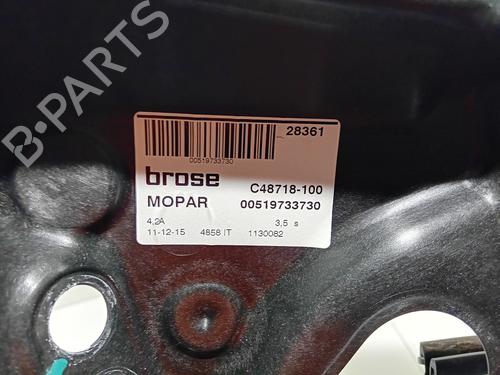 28361
00519733730
brose C48718-100
MOPAR 00519733730
4,2A 3,5 s
11-12-15 4858 IT 1130082
B-PARTS